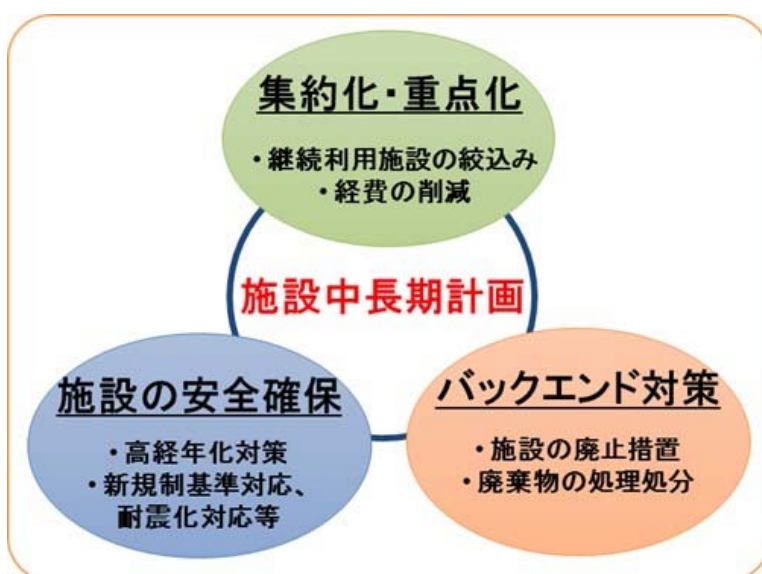 集約化・重点化
・継続利用施設の絞込み
・経費の削減
施設中長期計画
施設の安全確保
・高経年化対策
・新規制基準対応、
耐震化対応等
バックエンド対策
・施設の廃止措置
・廃棄物の処理処分